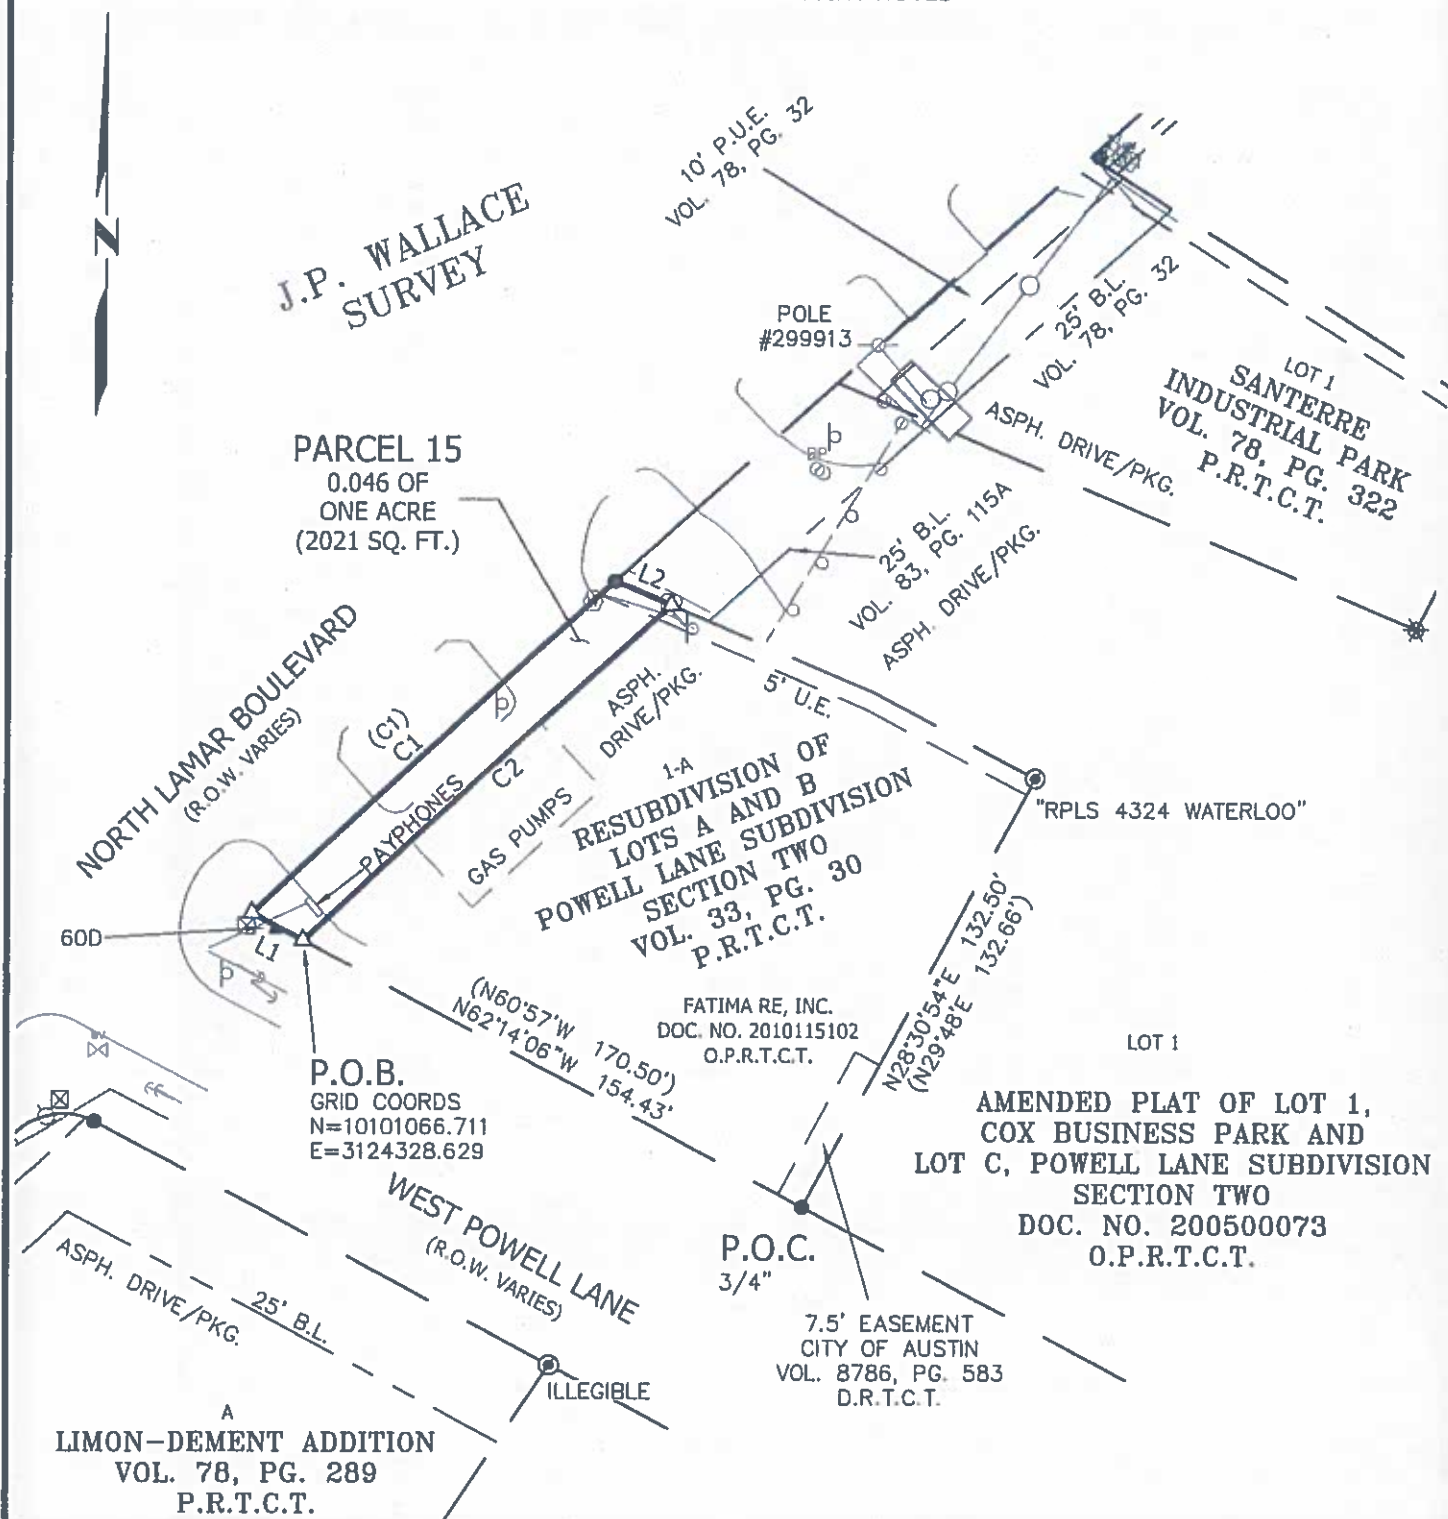 N
J.P. WALLACE
SURVEY
10' P.U.E.
VOL. 78, PG. 32
POLE
#299913
25' B.L.
VOL. 78, PG. 32
LOT 1
SANTERRE
INDUSTRIAL PARK
VOL. 78, PG. 322
P.R.T.C.T.
ASPH. DRIVE/PKG.
PARCEL 15
0.046 OF
ONE ACRE
(2021 SQ. FT.)
25' B.L.
VOL. 83, PG. 115A
ASPH. DRIVE/PKG.
L2
NORTH LAMAR BOULEVARD
(R.O.W. VARIES)
(C1)
C1
C2
PAYPHONES
GAS PUMPS
ASPH.
DRIVE/PKG.
5' U.E.
1-A
RESUBDIVISION OF
LOTS A AND B
POWELL LANE SUBDIVISION
SECTION TWO
VOL. 33, PG. 30
P.R.T.C.T.
"RPLS 4324 WATERLOO"
60D
L1
FATIMA RE, INC.
DOC. NO. 2010115102
O.P.R.T.C.T.
(N60°57'W 170.50')
N62°14'06"W 154.43'
N28°30'54"E 132.50'
(N29°48'E 132.66')
P.O.B.
GRID COORDS
N=10101066.711
E=3124328.629
LOT 1
AMENDED PLAT OF LOT 1,
COX BUSINESS PARK AND
LOT C, POWELL LANE SUBDIVISION
SECTION TWO
DOC. NO. 200500073
O.P.R.T.C.T.
WEST POWELL LANE
(R.O.W. VARIES)
P.O.C.
3/4"
ASPH. DRIVE/PKG.
25' B.L.
7.5' EASEMENT
CITY OF AUSTIN
VOL. 8786, PG. 583
D.R.T.C.T.
ILLEGIBLE
A
LIMON-DEMENT ADDITION
VOL. 78, PG. 289
P.R.T.C.T.